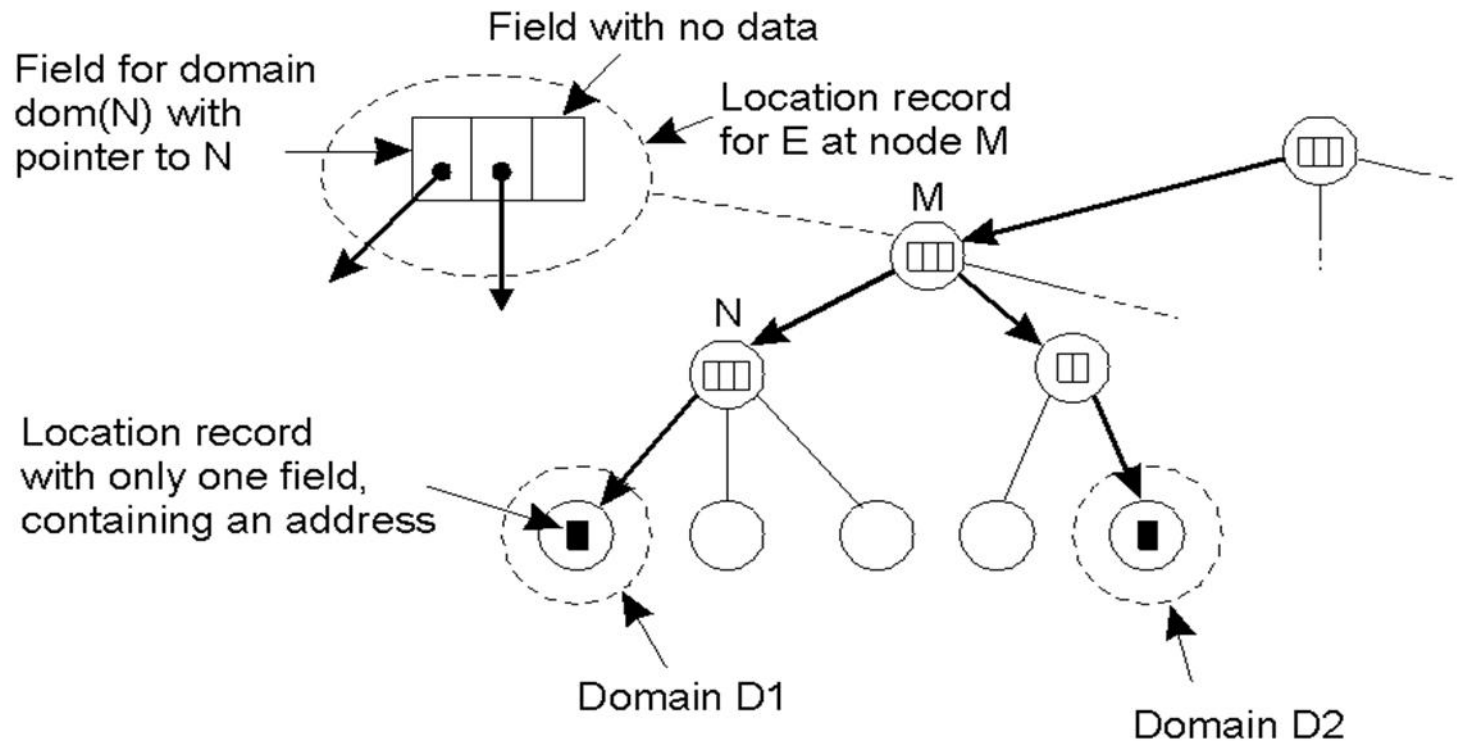 Field with no data
Field for domain
dom(N) with
pointer to N
Location record
for E at node M
M
N
Location record
with only one field,
containing an address
Domain D1
Domain D2